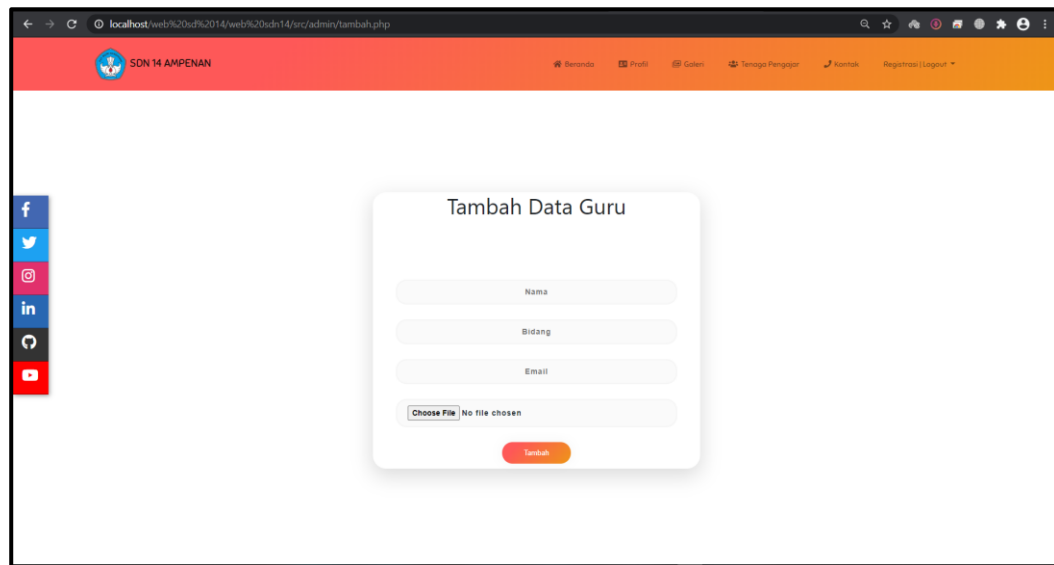 localhost/web%20sd%2014/web%20sdn14/src/admin/tambah.php
SDN 14 AMPENAN
Beranda Profil Galeri Tenaga Pengajar Kontak Registrasi | Logout
Tambah Data Guru
Nama
Bidang
Email
Choose File No file chosen
Tambah